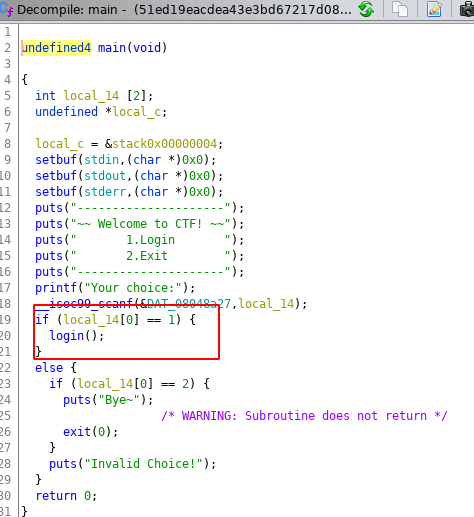 Decompile: main - (51ed19eacdea43e3bd67217d08...
1
2 undefined4 main(void)
3
4 {
5 int local_14 [2];
6 undefined *local_c;
7
8 local_c = &stack0x00000004;
9 setbuf(stdin,(char *)0x0);
10 setbuf(stdout,(char *)0x0);
11 setbuf(stderr,(char *)0x0);
12 puts("---------------------");
13 puts("~~ Welcome to CTF! ~~");
14 puts("       1.Login       ");
15 puts("       2.Exit        ");
16 puts("---------------------");
17 printf("Your choice:");
18 __isoc99_scanf(&DAT_08048a27,local_14);
19 if (local_14[0] == 1) {
20 login();
21 }
22 else {
23 if (local_14[0] == 2) {
24 puts("Bye~");
25 /* WARNING: Subroutine does not return */
26 exit(0);
27 }
28 puts("Invalid Choice!");
29 }
30 return 0;
31 }